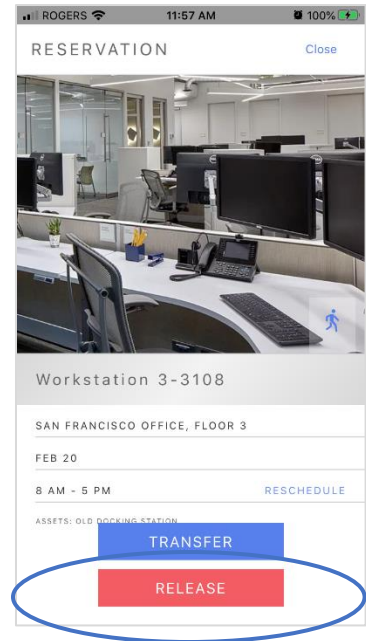 ROGERS 11:57 AM 100%
RESERVATION Close
Workstation 3-3108
SAN FRANCISCO OFFICE, FLOOR 3
FEB 20
8 AM - 5 PM RESCHEDULE
ASSETS: OLD DOCKING STATION
TRANSFER
RELEASE